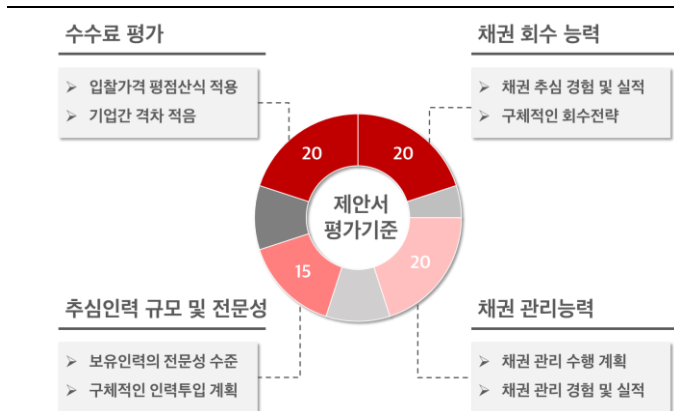 수수료 평가
➢ 입찰가격 평점산식 적용
➢ 기업간 격차 적음
채권 회수 능력
➢ 채권 추심 경험 및 실적
➢ 구체적인 회수전략
20
20
제안서
평가기준
15
20
추심인력 규모 및 전문성
➢ 보유인력의 전문성 수준
➢ 구체적인 인력투입 계획
채권 관리능력
➢ 채권 관리 수행 계획
➢ 채권 관리 경험 및 실적